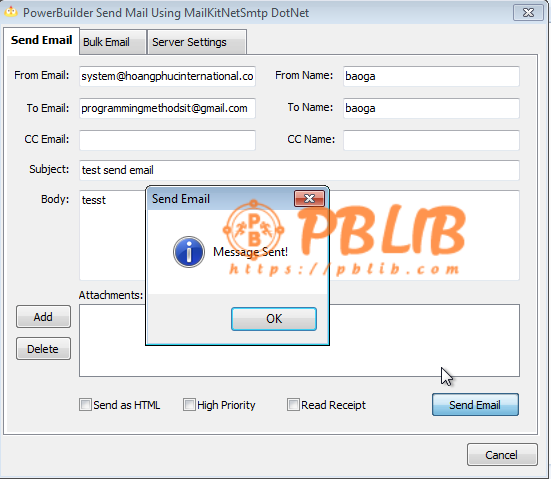 PowerBuilder Send Mail Using MailKitNetSmtp DotNet
Send Email
Bulk Email
Server Settings
From Email:
system@hoangphucinternational.co
From Name:
baoga
To Email:
programmingmethodsit@gmail.com
To Name:
baoga
CC Email:
CC Name:
Subject:
test send email
Body:
tesst
Send Email
Message Sent!
OK
PB
PBLIB
https://pblib.com
Attachments:
Add
Delete
Send as HTML
High Priority
Read Receipt
Send Email
Cancel